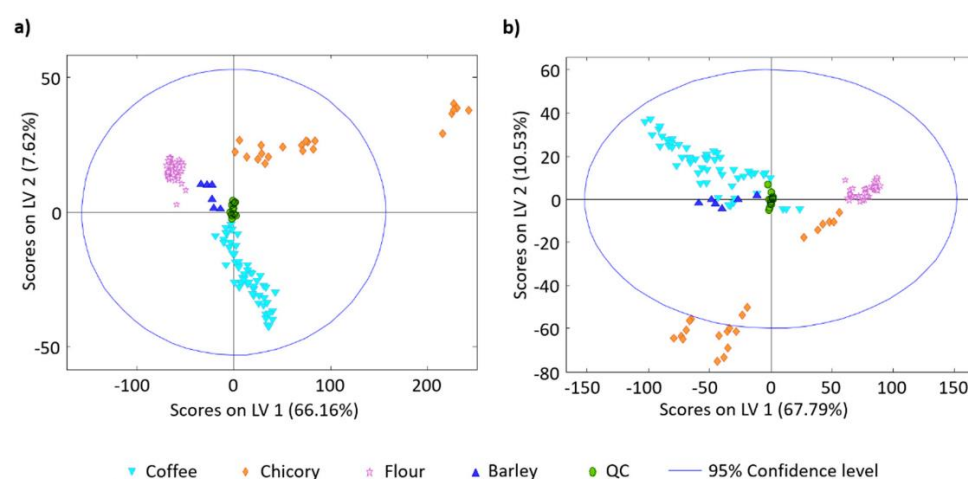 a)
Scores on LV 2 (7.62%)
50
0
-50
-100
0
100
200
Scores on LV 1 (66.16%)
b)
Scores on LV 2 (10.53%)
60
40
20
0
-20
-40
-60
-80
-150
-100
-50
0
50
100
150
Scores on LV 1 (67.79%)
Coffee
Chicory
Flour
Barley
QC
95% Confidence level